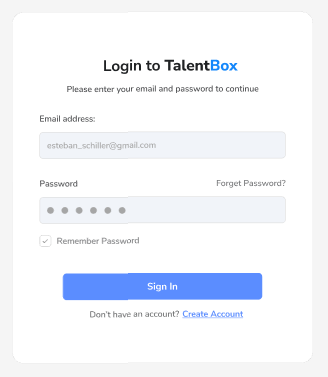 Login to TalentBox
Please enter your email and password to continue
Email address:
esteban_schiller@gmail.com
Password
Forget Password?
Remember Password
Sign In
Don't have an account? Create Account